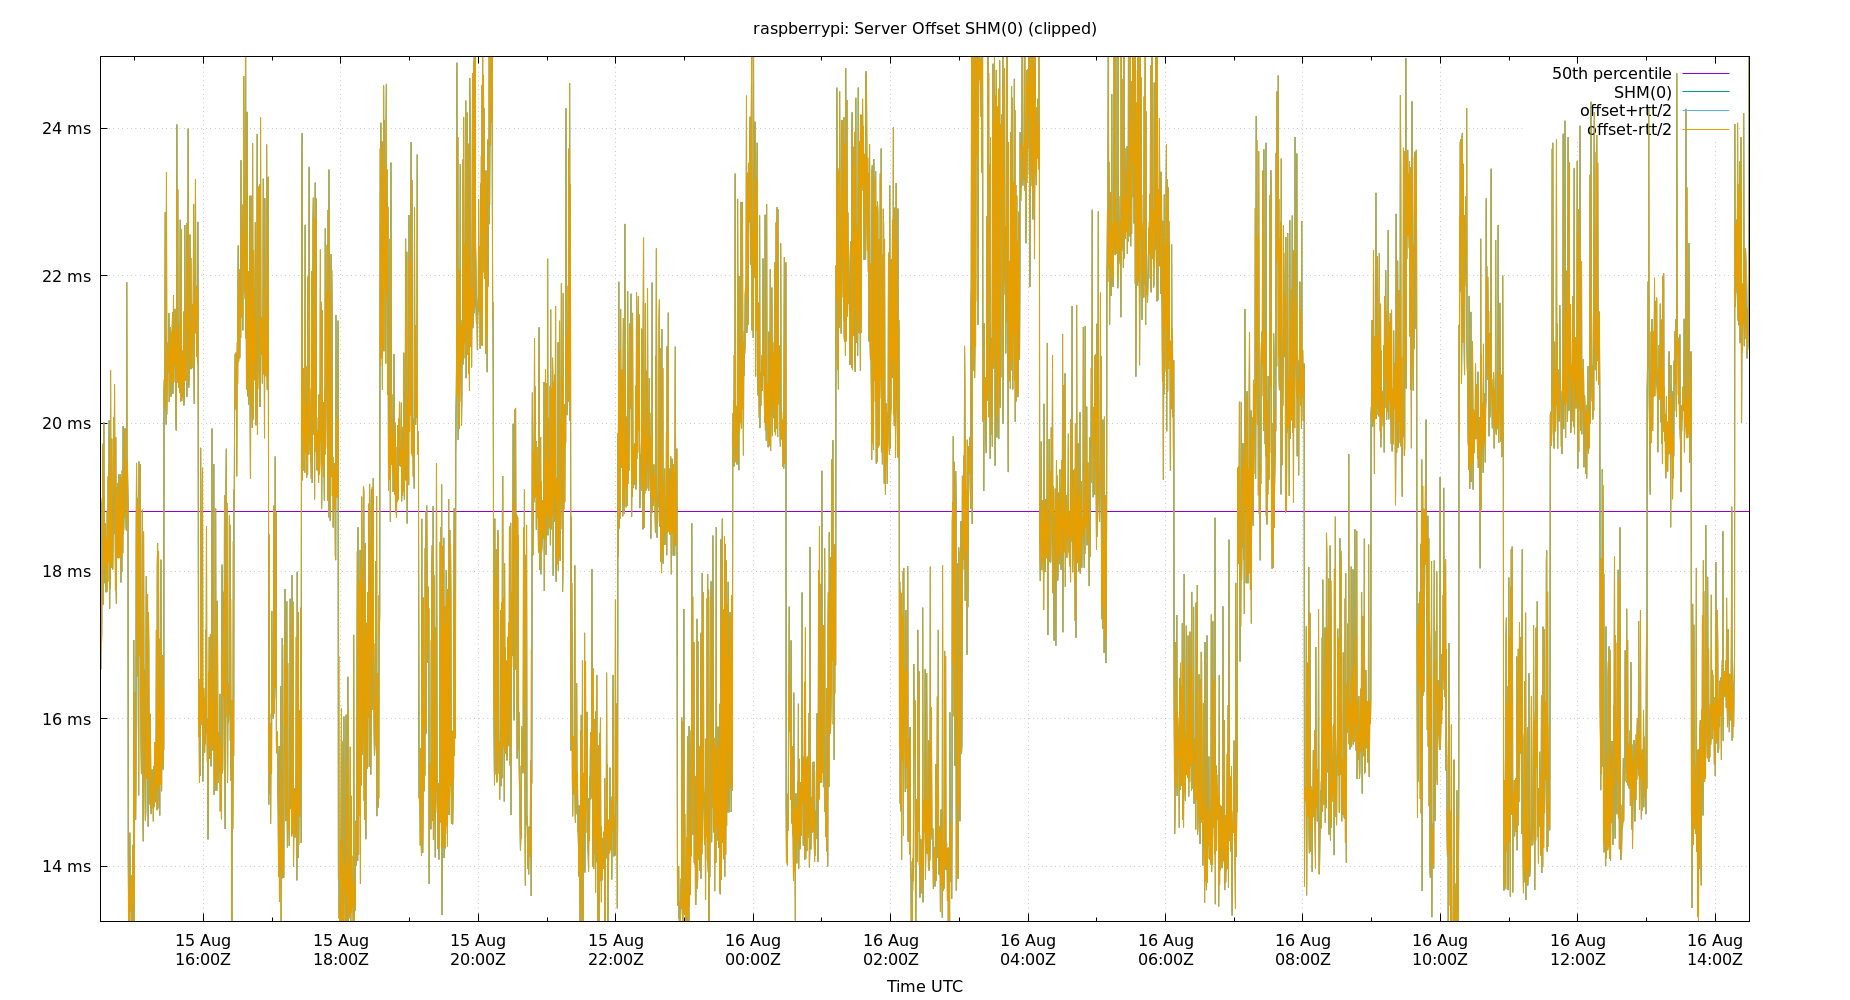 raspberrypi: Server Offset SHM(0) (clipped)
50th percentile
SHM(0)
offset+rtt/2
offset-rtt/2
24 ms
22 ms
20 ms
18 ms
16 ms
14 ms
15 Aug 15 Aug 15 Aug 15 Aug 16 Aug 16 Aug 16 Aug 16 Aug 16 Aug 16 Aug 16 Aug 16 Aug
16:00Z 18:00Z 20:00Z 22:00Z 00:00Z 02:00Z 04:00Z 06:00Z 08:00Z 10:00Z 12:00Z 14:00Z
Time UTC